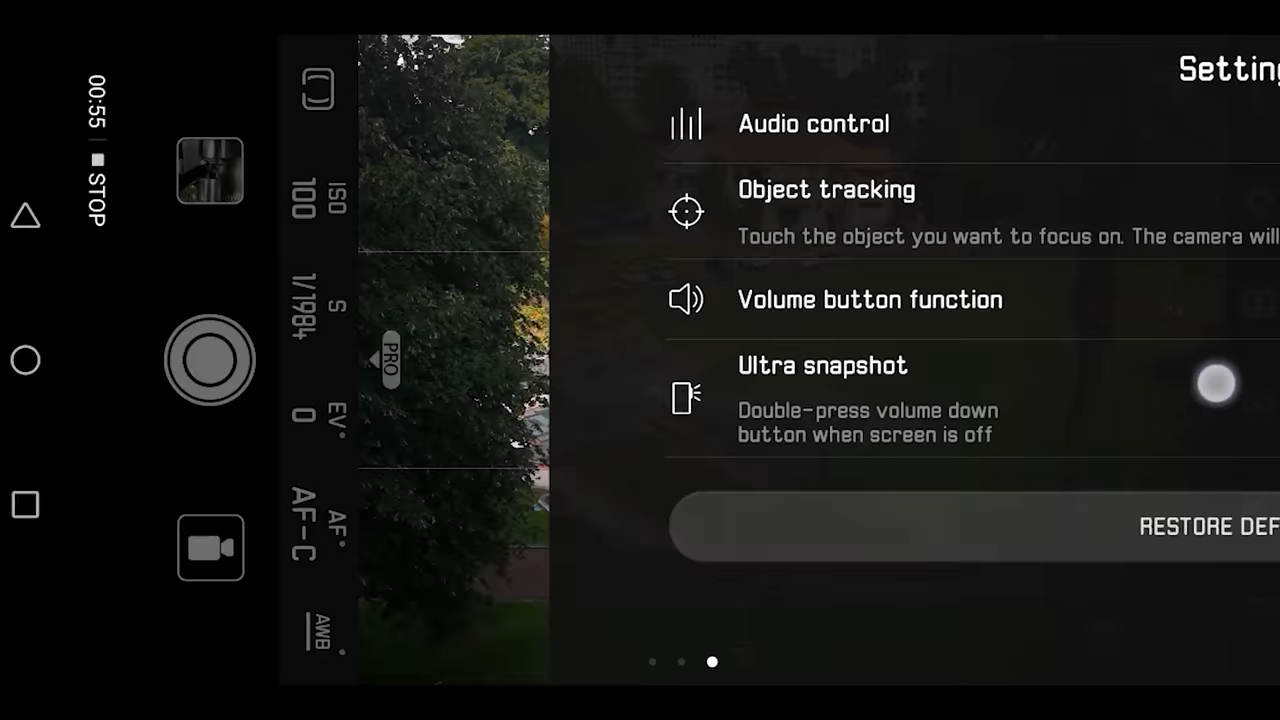 00:55
STOP
ISO
100
S
1/1984
EV
0
AF
AF-C
AWB
PRO
Settin
Audio control
Object tracking
Touch the object you want to focus on. The camera will
Volume button function
Ultra snapshot
Double-press volume down
button when screen is off
RESTORE DEF